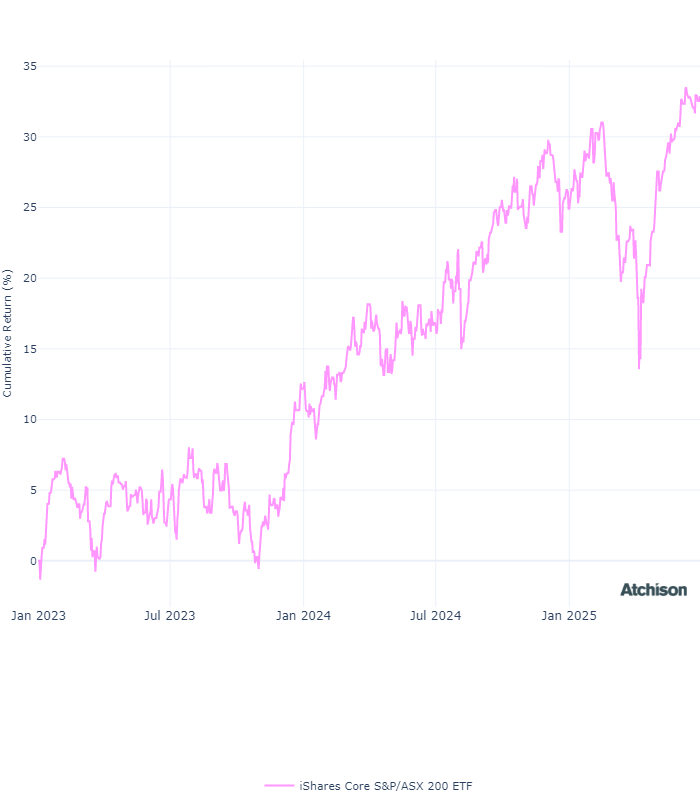 35
30
25
20
15
10
5
0
Cumulative Return (%)
Jan 2023
Jul 2023
Jan 2024
Jul 2024
Jan 2025
Atchison
iShares Core S&P/ASX 200 ETF